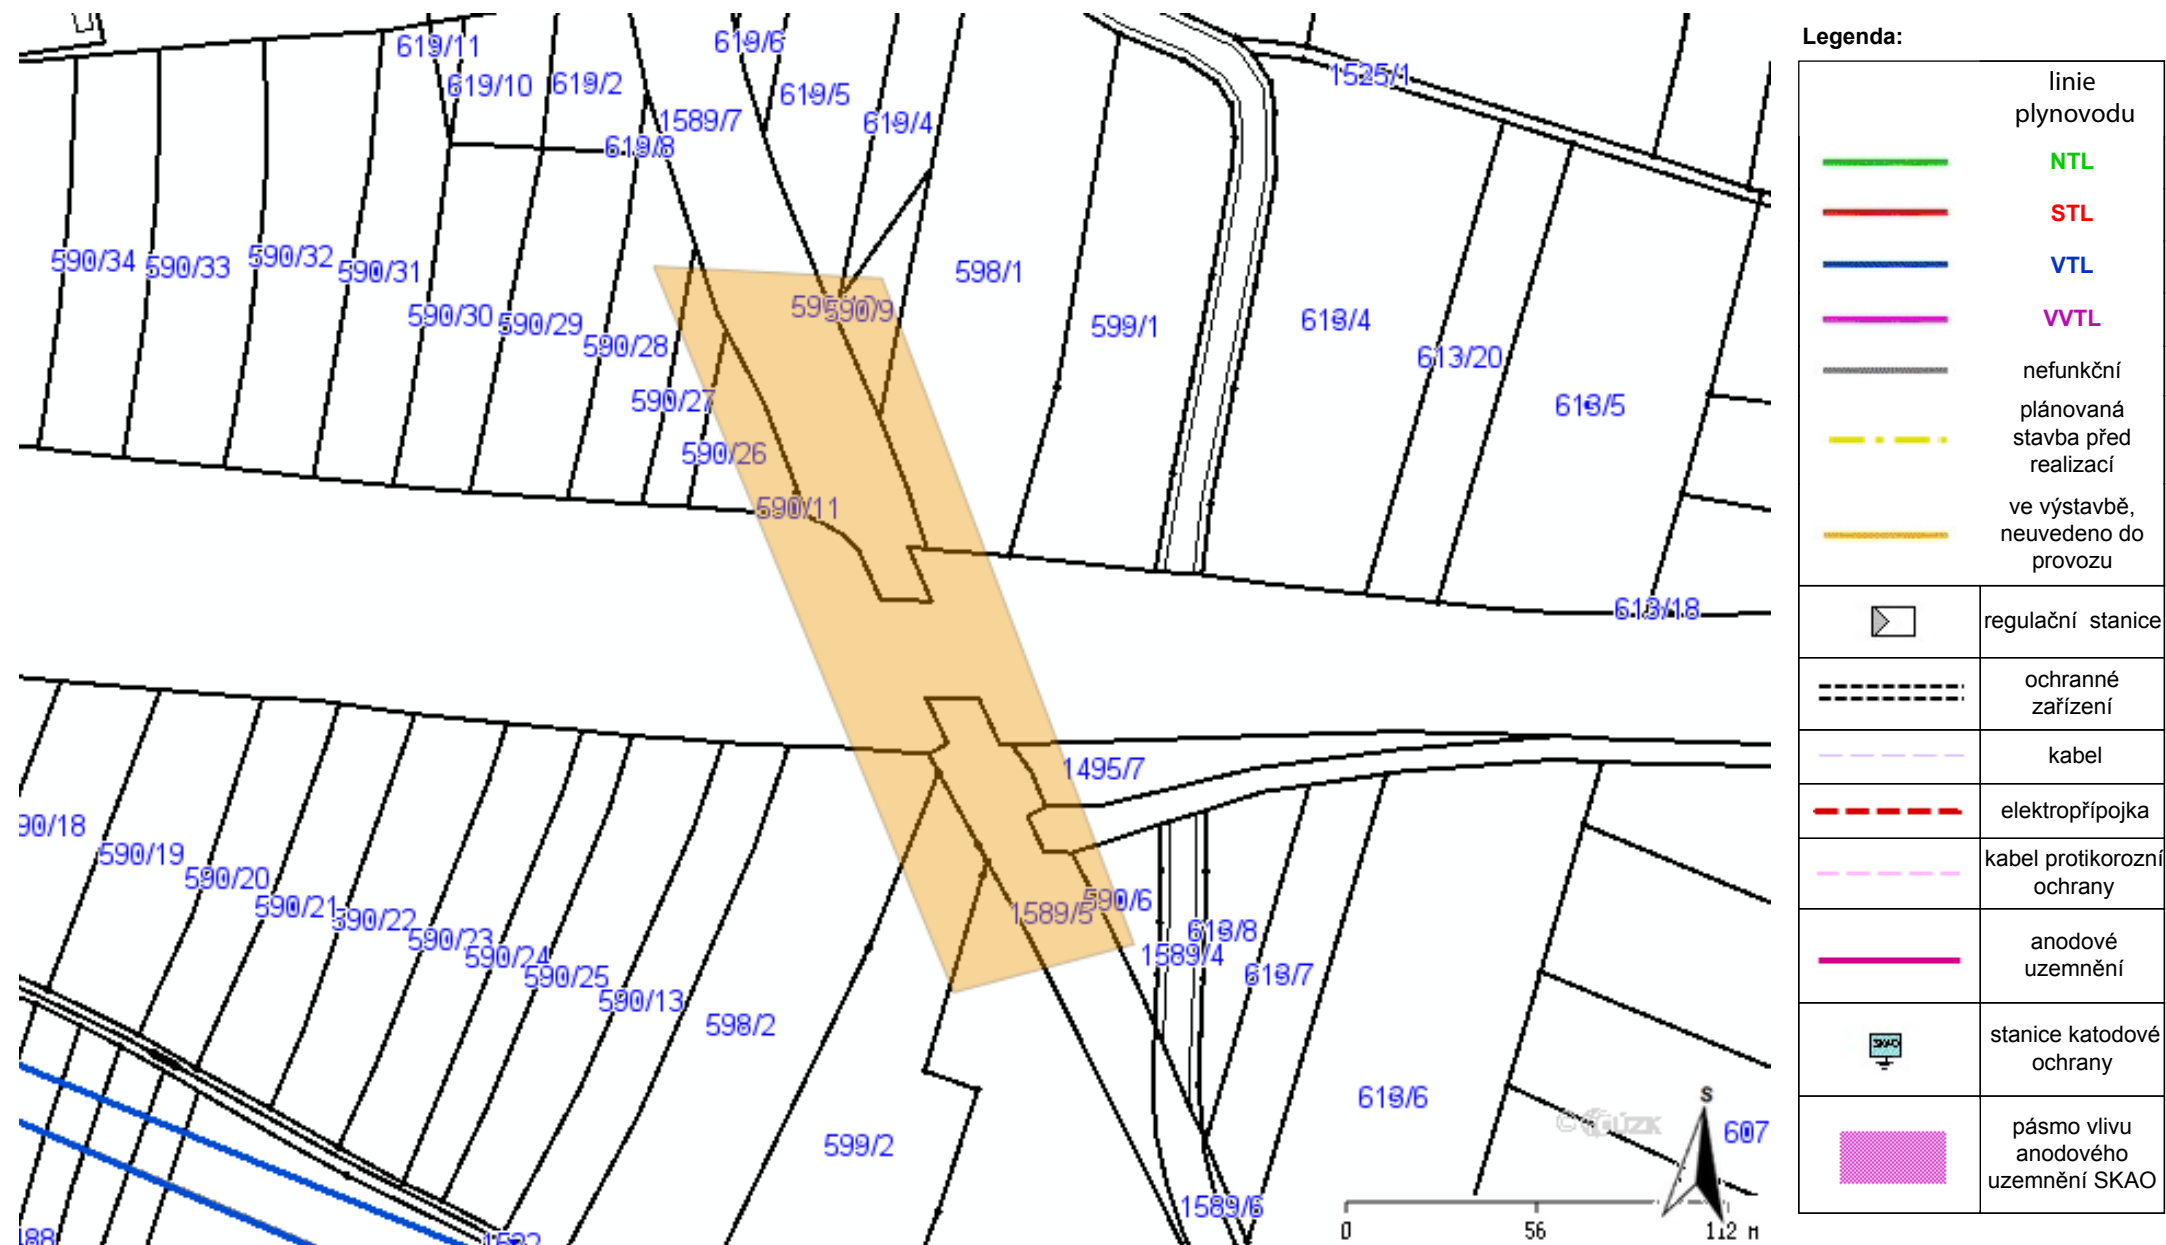 619/11
619/6
619/10
619/2
1525/1
619/5
1589/7
619/4
619/8
590/34
590/33
590/32
590/31
598/1
590/9
590/30
590/29
590/28
599/1
613/4
613/20
590/27
613/5
590/26
590/11
613/18
1495/7
90/18
590/19
590/20
590/21
590/22
590/23
590/24
590/25
590/13
598/2
590/6
1589/5
613/8
1589/4
613/7
613/6
607
599/2
1589/6
S
0
56
112 M
Legenda:
linie
plynovodu
NTL
STL
VTL
VVTL
nefunkční
plánovaná
stavba před
realizací
ve výstavbě,
neuvedeno do
provozu
regulační stanice
ochranné
zařízení
kabel
elektropřípojka
kabel protikorozní
ochrany
anodové
uzemnění
SKAO
stanice katodové
ochrany
pásmo vlivu
anodového
uzemnění SKAO